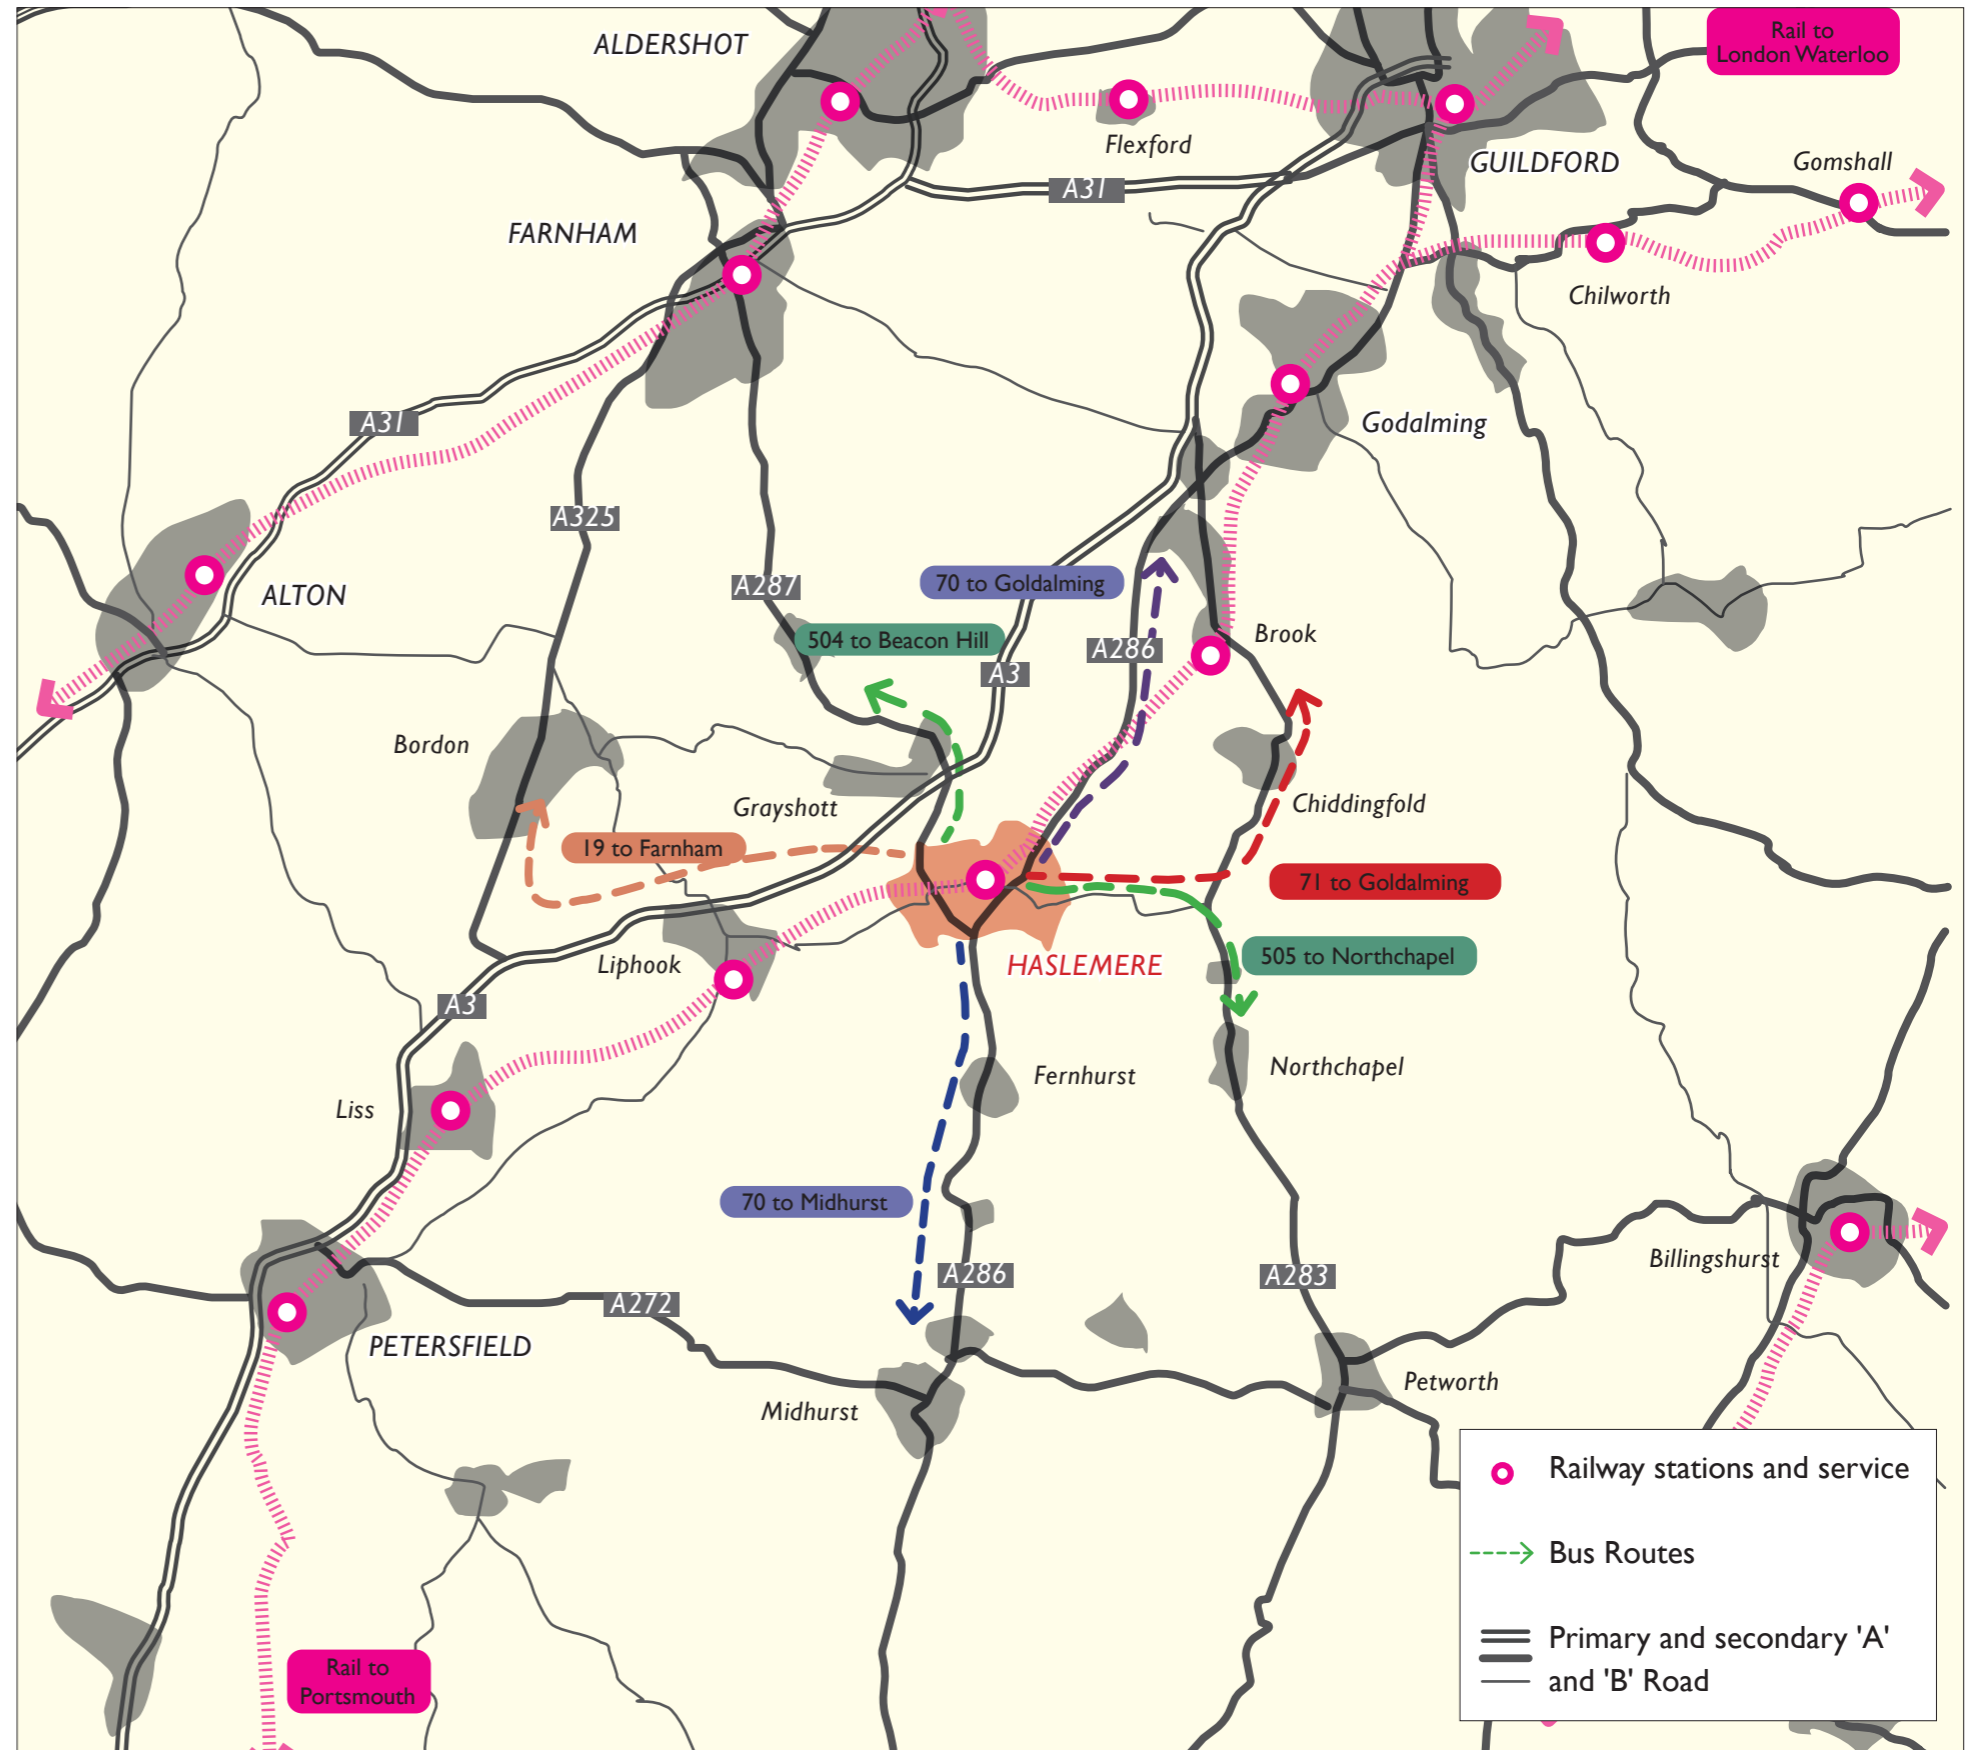 ALDERSHOT
Rail to
London Waterloo
Flexford
GUILDFORD
Gomshall
A31
FARNHAM
Chilworth
A31
Godalming
A325
A287
70 to Goldalming
ALTON
504 to Beacon Hill
A286
Brook
A3
Bordon
Grayshott
Chiddingfold
19 to Farnham
71 to Goldalming
Liphook
HASLEMERE
505 to Northchapel
A3
Fernhurst
Northchapel
Liss
70 to Midhurst
Billingshurst
A286
A283
A272
PETERSFIELD
Petworth
Midhurst
Railway stations and service
Bus Routes
Primary and secondary 'A'
and 'B' Road
Rail to
Portsmouth